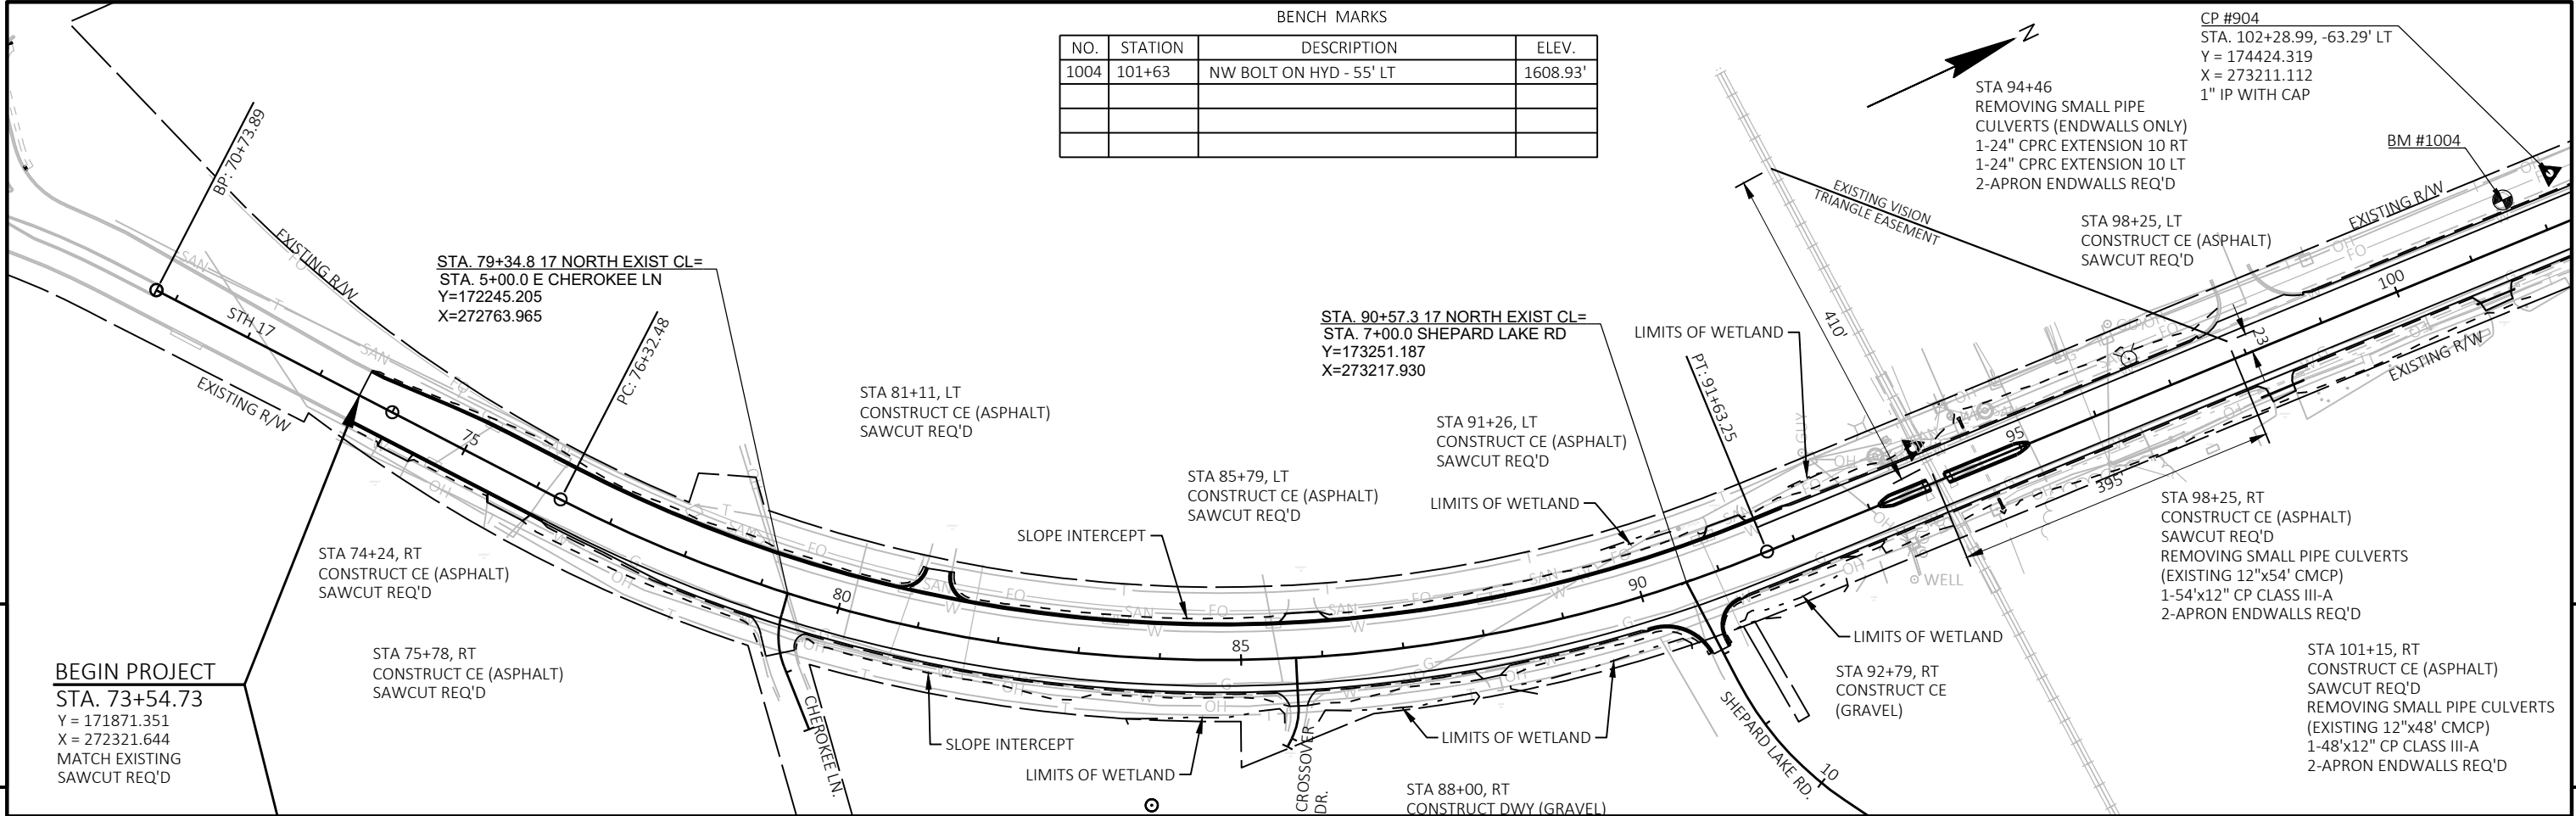 BENCH MARKS
NO. STATION DESCRIPTION ELEV.
1004 101+63 NW BOLT ON HYD - 55' LT 1608.93'
N
CP #904
STA. 102+28.99, -63.29' LT
Y = 174424.319
X = 273211.112
1" IP WITH CAP
STA 94+46
REMOVING SMALL PIPE
CULVERTS (ENDWALLS ONLY)
1-24" CPRC EXTENSION 10 RT
1-24" CPRC EXTENSION 10 LT
2-APRON ENDWALLS REQ'D
BM #1004
EXISTING R/W
EXISTING VISION
TRIANGLE EASEMENT
STA 98+25, LT
CONSTRUCT CE (ASPHALT)
SAWCUT REQ'D
BP: 70+73.89
EXISTING R/W
STH 17
EXISTING R/W
STA. 79+34.8 17 NORTH EXIST CL=
STA. 5+00.0 E CHEROKEE LN
Y=172245.205
X=272763.965
PC: 76+32.48
75
STA 81+11, LT
CONSTRUCT CE (ASPHALT)
SAWCUT REQ'D
STA. 90+57.3 17 NORTH EXIST CL=
STA. 7+00.0 SHEPARD LAKE RD
Y=173251.187
X=273217.930
LIMITS OF WETLAND
410'
PT: 91+63.25
STA 91+26, LT
CONSTRUCT CE (ASPHALT)
SAWCUT REQ'D
STA 85+79, LT
CONSTRUCT CE (ASPHALT)
SAWCUT REQ'D
LIMITS OF WETLAND
SLOPE INTERCEPT
100
23
EXISTING R/W
95
395
GUY
WELL
STA 74+24, RT
CONSTRUCT CE (ASPHALT)
SAWCUT REQ'D
80
85
90
STA 98+25, RT
CONSTRUCT CE (ASPHALT)
SAWCUT REQ'D
REMOVING SMALL PIPE CULVERTS
(EXISTING 12"x54' CMCP)
1-54'x12" CP CLASS III-A
2-APRON ENDWALLS REQ'D
STA 75+78, RT
CONSTRUCT CE (ASPHALT)
SAWCUT REQ'D
BEGIN PROJECT
STA. 73+54.73
Y = 171871.351
X = 272321.644
MATCH EXISTING
SAWCUT REQ'D
CHEROKEE LN.
SLOPE INTERCEPT
LIMITS OF WETLAND
CROSSOVER
DR.
LIMITS OF WETLAND
STA 88+00, RT
CONSTRUCT DWY (GRAVEL)
LIMITS OF WETLAND
STA 92+79, RT
CONSTRUCT CE
(GRAVEL)
SHEPARD LAKE RD.
10
STA 101+15, RT
CONSTRUCT CE (ASPHALT)
SAWCUT REQ'D
REMOVING SMALL PIPE CULVERTS
(EXISTING 12"x48' CMCP)
1-48'x12" CP CLASS III-A
2-APRON ENDWALLS REQ'D